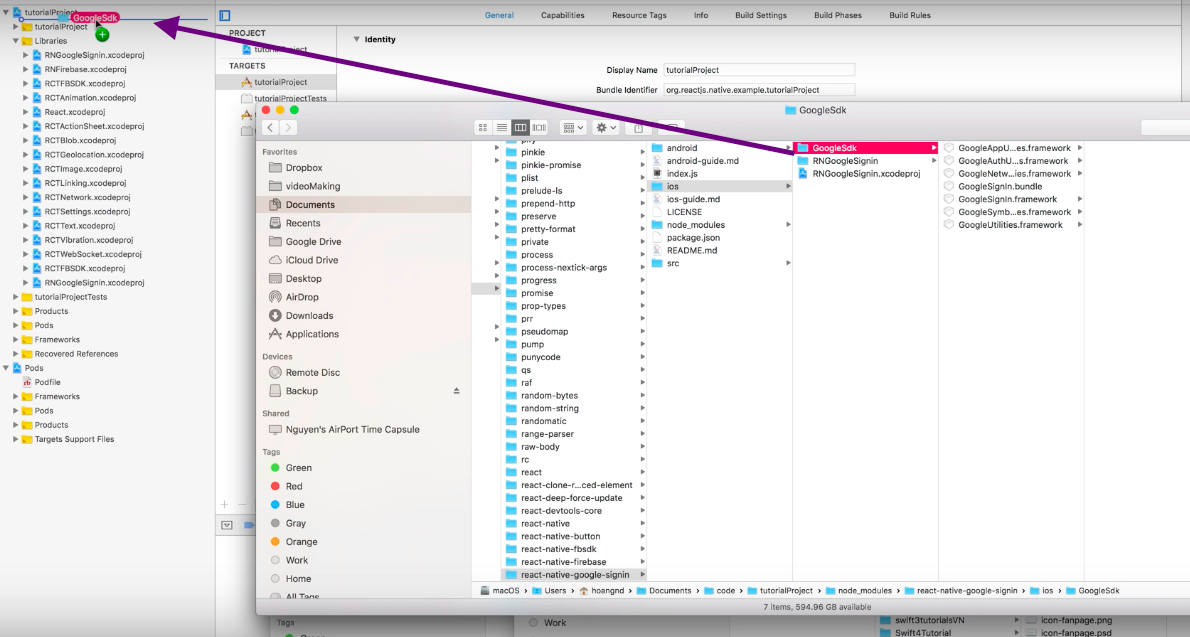 tutorialProject
GoogleSdk
tutorialProject
Libraries
RNGoogleSignin.xcodeproj
RNFirebase.xcodeproj
RCTFBSDK.xcodeproj
RCTAnimation.xcodeproj
React.xcodeproj
RCTActionSheet.xcodeproj
RCTBlob.xcodeproj
RCTGeolocation.xcodeproj
RCTImage.xcodeproj
RCTLinking.xcodeproj
RCTNetwork.xcodeproj
RCTSettings.xcodeproj
RCTText.xcodeproj
RCTVibration.xcodeproj
RCTWebSocket.xcodeproj
RCTFBSDK.xcodeproj
RNGoogleSignin.xcodeproj
tutorialProjectTests
Products
Pods
Frameworks
Recovered References
Pods
Podfile
Frameworks
Pods
Products
Targets Support Files
General Capabilities Resource Tags Info Build Settings Build Phases Build Rules
PROJECT
tutorialProject
TARGETS
tutorialProject
tutorialProjectTests
Identity
Display Name tutorialProject
Bundle Identifier org.reactjs.native.example.tutorialProject
GoogleSdk
Favorites
Dropbox
videoMaking
Documents
Recents
Google Drive
iCloud Drive
Desktop
AirDrop
Downloads
Applications
Devices
Remote Disc
Backup
Shared
Nguyen's AirPort Time Capsule
Tags
Green
Red
Blue
Gray
Orange
Work
Home
All Tags
pify
pinkie
pinkie-promise
plist
prelude-ls
prepend-http
preserve
pretty-format
private
process
process-nextick-args
progress
promise
prop-types
prr
pseudomap
pump
punycode
qs
raf
random-bytes
random-string
randomatic
range-parser
raw-body
rc
react
react-clone-r...ced-element
react-deep-force-update
react-devtools-core
react-native
react-native-button
react-native-fbsdk
react-native-firebase
react-native-google-signin
android
android-guide.md
index.js
ios
ios-guide.md
LICENSE
node_modules
package.json
README.md
src
GoogleSdk
RNGoogleSignin
RNGoogleSignin.xcodeproj
GoogleAppU...es.framework
GoogleAuthU...rs.framework
GoogleNetw...ies.framework
GoogleSignIn.bundle
GoogleSignIn.framework
GoogleSymb...es.framework
GoogleUtilities.framework
macOS › Users › hoangnd › Documents › code › tutorialProject › node_modules › react-native-google-signin › ios › GoogleSdk
7 items, 594.96 GB available
Tags
Green
Work
swift3tutorialsVN
Swift4Tutorial
icon-fanpage.png
icon-fanpage.psd